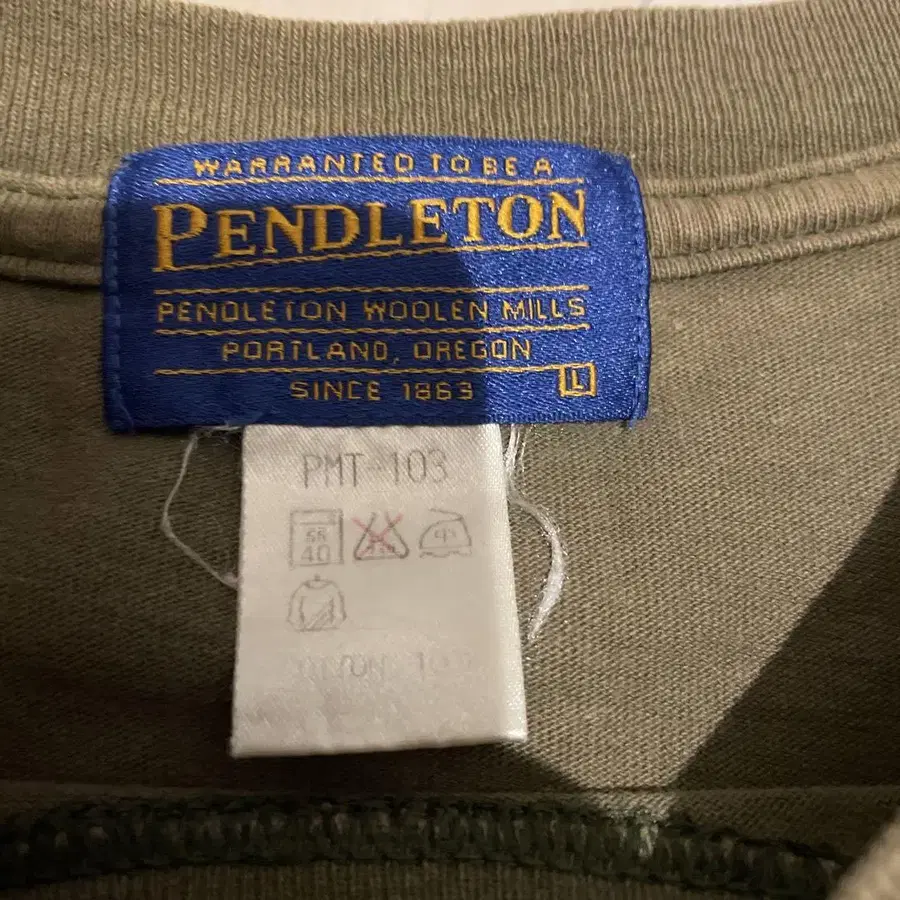 WARRANTED TO BE A
PENDLETON
PENDLETON WOOLEN MILLS
PORTLAND, OREGON
SINCE 1863
L
PMT-103
40